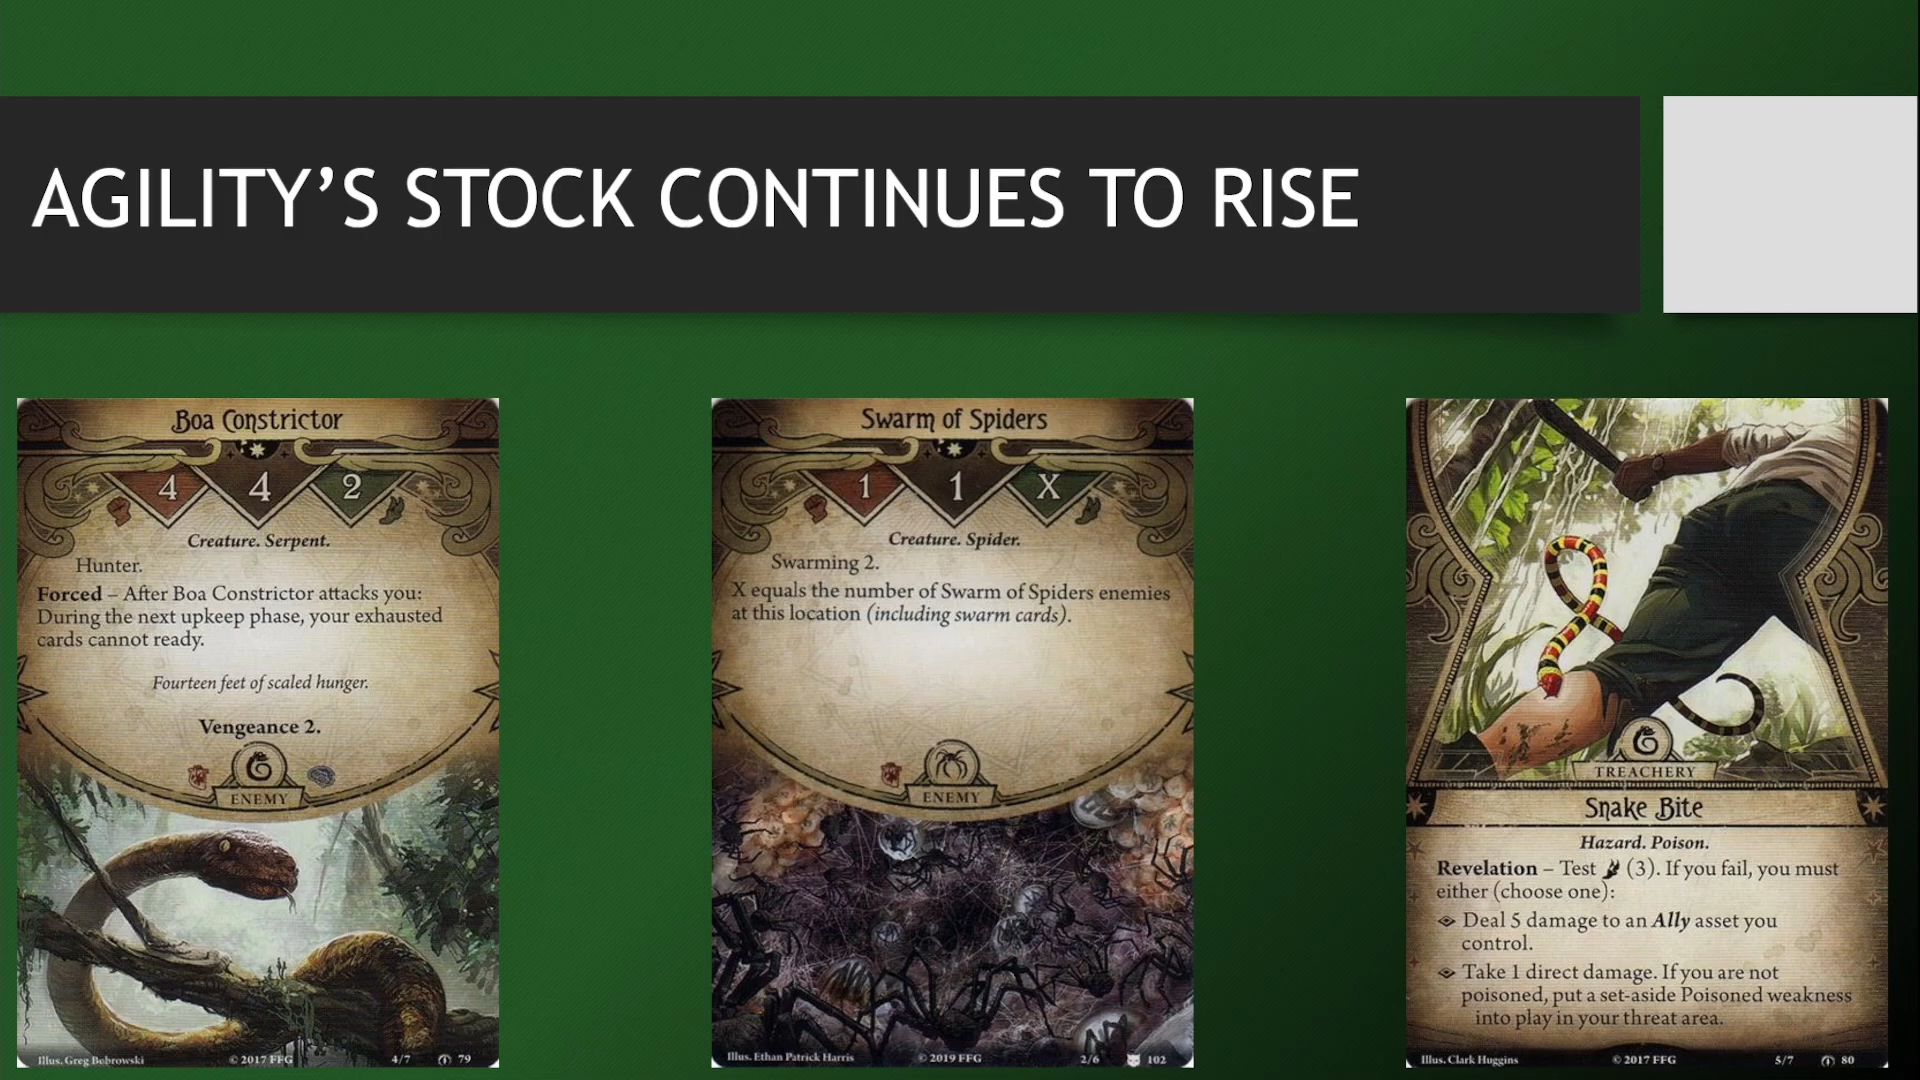 AGILITY’S STOCK CONTINUES TO RISE
Boa Constrictor
4 4 2
Creature. Serpent.
Hunter.
Forced – After Boa Constrictor attacks you:
During the next upkeep phase, your exhausted
cards cannot ready.
Fourteen feet of scaled hunger.
Vengeance 2.
ENEMY
Illus. Greg Bobrowski © 2017 FFG 4/7 79
Swarm of Spiders
1 1 X
Creature. Spider.
Swarming 2.
X equals the number of Swarm of Spiders enemies
at this location (including swarm cards).
ENEMY
Illus. Ethan Patrick Harris © 2019 FFG 2/6 102
TREACHERY
Snake Bite
Hazard. Poison.
Revelation – Test (3). If you fail, you must
either (choose one):
Deal 5 damage to an Ally asset you
control.
Take 1 direct damage. If you are not
poisoned, put a set-aside Poisoned weakness
into play in your threat area.
Illus. Clark Huggins © 2017 FFG 5/7 80